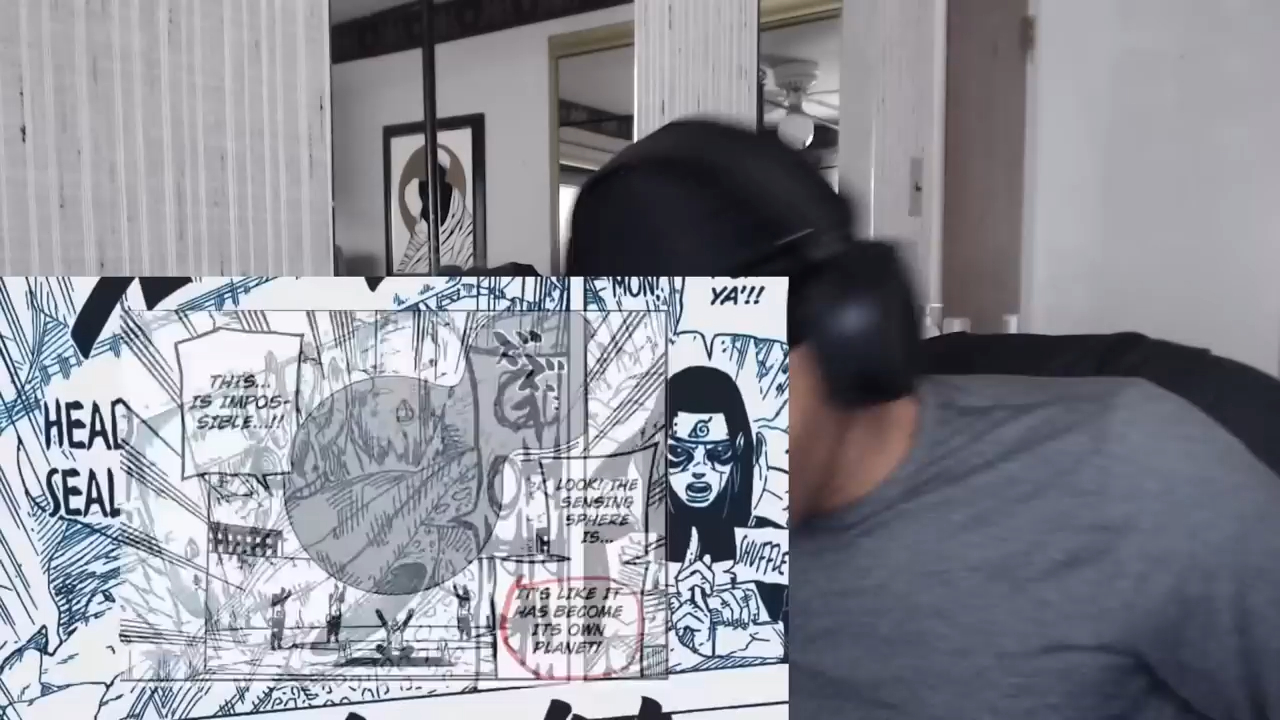 MON!
YA'!!
THIS...
IS IMPOS-
SIBLE...!!
HEAD
SEAL
LOOK! THE
SENSING
SPHERE
IS...
SHUFFLE
IT'S LIKE IT
HAS BECOME
ITS OWN
PLANET!